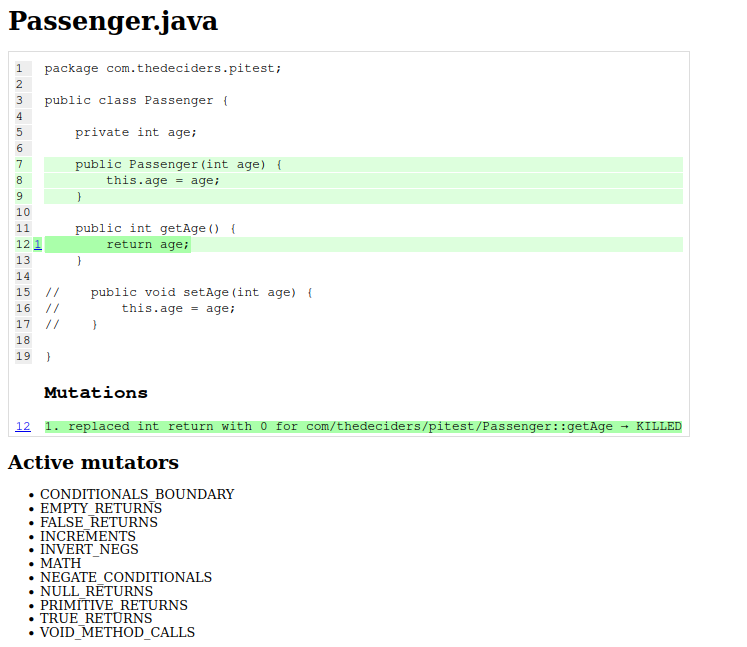 Passenger.java
1 package com.thedeciders.pitest;
2
3 public class Passenger {
4
5     private int age;
6
7     public Passenger(int age) {
8         this.age = age;
9     }
10
11     public int getAge() {
12 1         return age;
13     }
14
15 //    public void setAge(int age) {
16 //        this.age = age;
17 //    }
18
19 }
Mutations
12 1. replaced int return with 0 for com/thedeciders/pitest/Passenger::getAge → KILLED
Active mutators
• CONDITIONALS_BOUNDARY
• EMPTY_RETURNS
• FALSE_RETURNS
• INCREMENTS
• INVERT_NEGS
• MATH
• NEGATE_CONDITIONALS
• NULL_RETURNS
• PRIMITIVE_RETURNS
• TRUE_RETURNS
• VOID_METHOD_CALLS